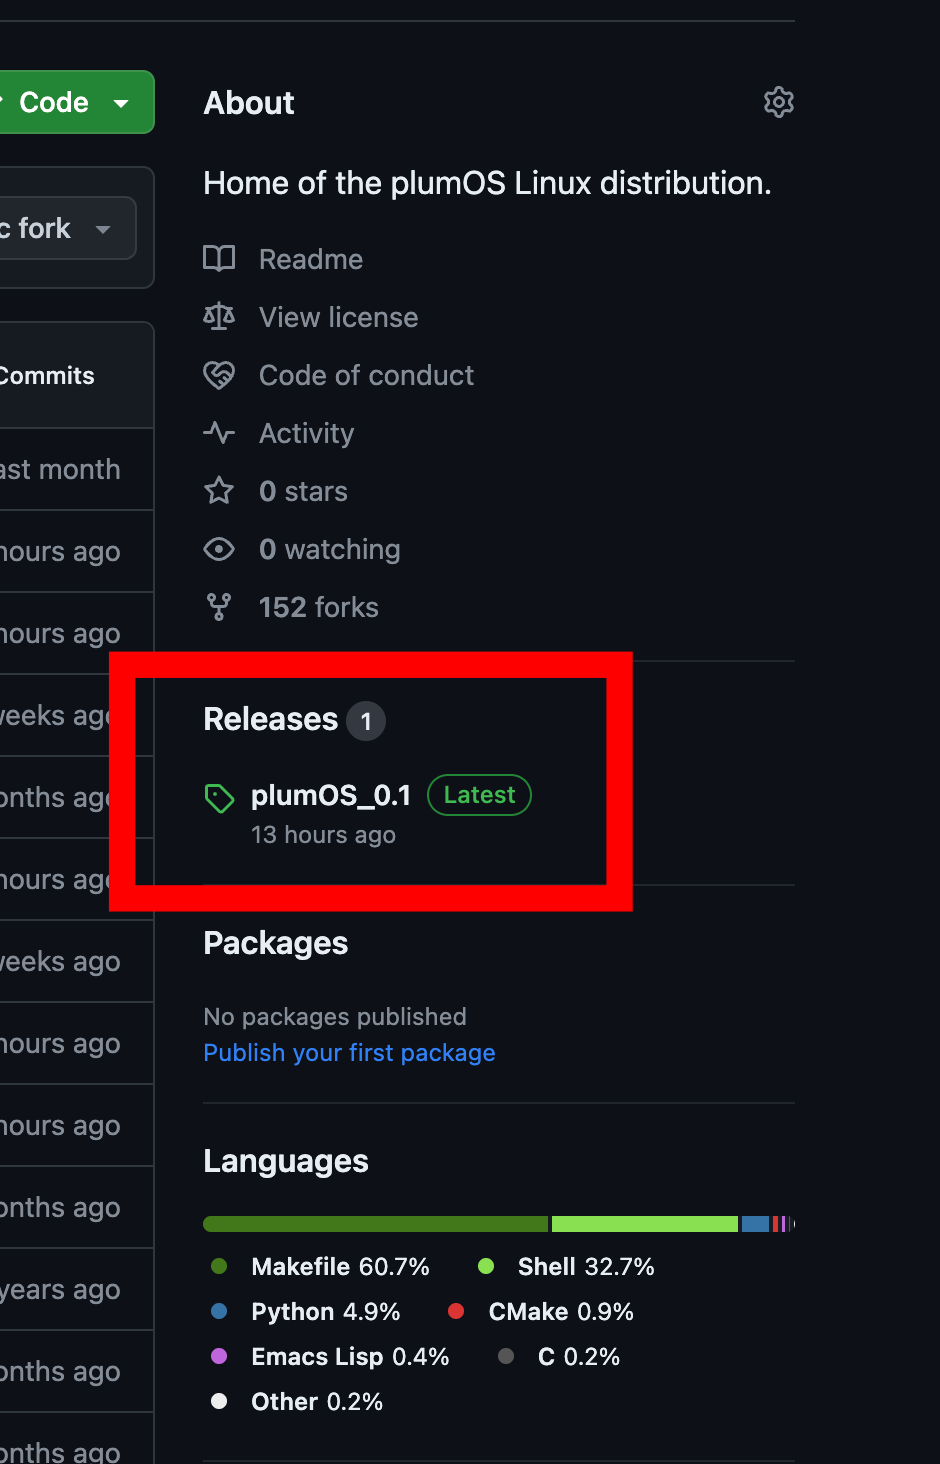 Code
About
Home of the plumOS Linux distribution.
c fork
Readme
View license
Commits
Code of conduct
Activity
ast month
0 stars
hours ago
0 watching
152 forks
hours ago
weeks ago
Releases 1
onths ago
plumOS_0.1 Latest
13 hours ago
hours ago
Packages
weeks ago
No packages published
hours ago
Publish your first package
hours ago
Languages
onths ago
Makefile 60.7%
Shell 32.7%
years ago
Python 4.9%
CMake 0.9%
Emacs Lisp 0.4%
C 0.2%
onths ago
Other 0.2%
onths ago